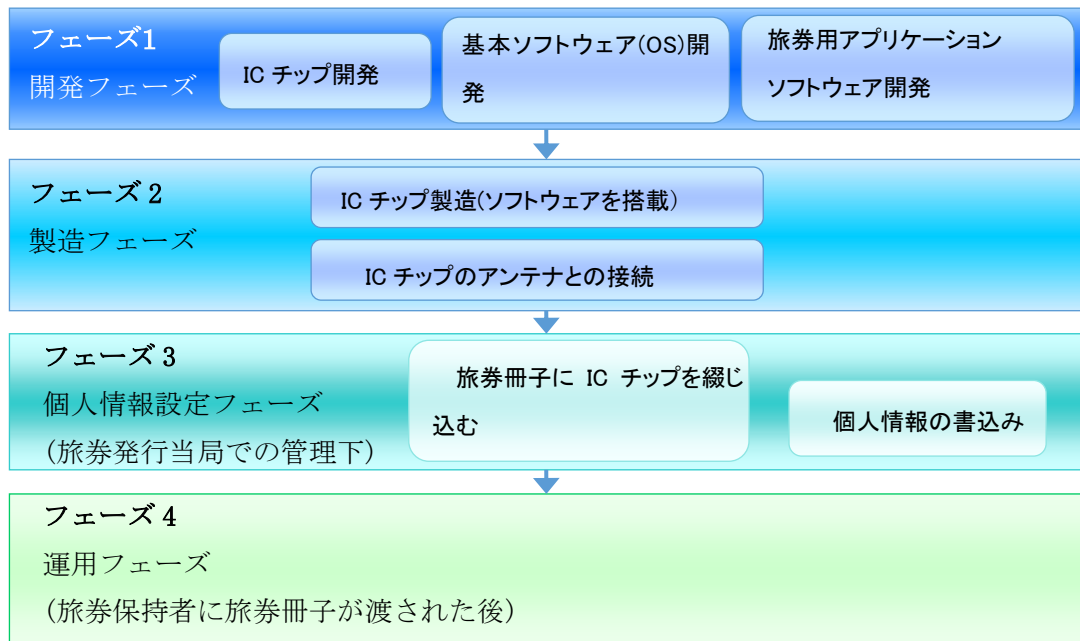 フェーズ1
開発フェーズ
IC チップ開発
基本ソフトウェア(OS)開
発
旅券用アプリケーション
ソフトウェア開発
フェーズ 2
製造フェーズ
IC チップ製造(ソフトウェアを搭載)
IC チップのアンテナとの接続
フェーズ 3
個人情報設定フェーズ
(旅券発行当局での管理下)
旅券冊子に IC チップを綴じ
込む
個人情報の書込み
フェーズ 4
運用フェーズ
(旅券保持者に旅券冊子が渡された後)